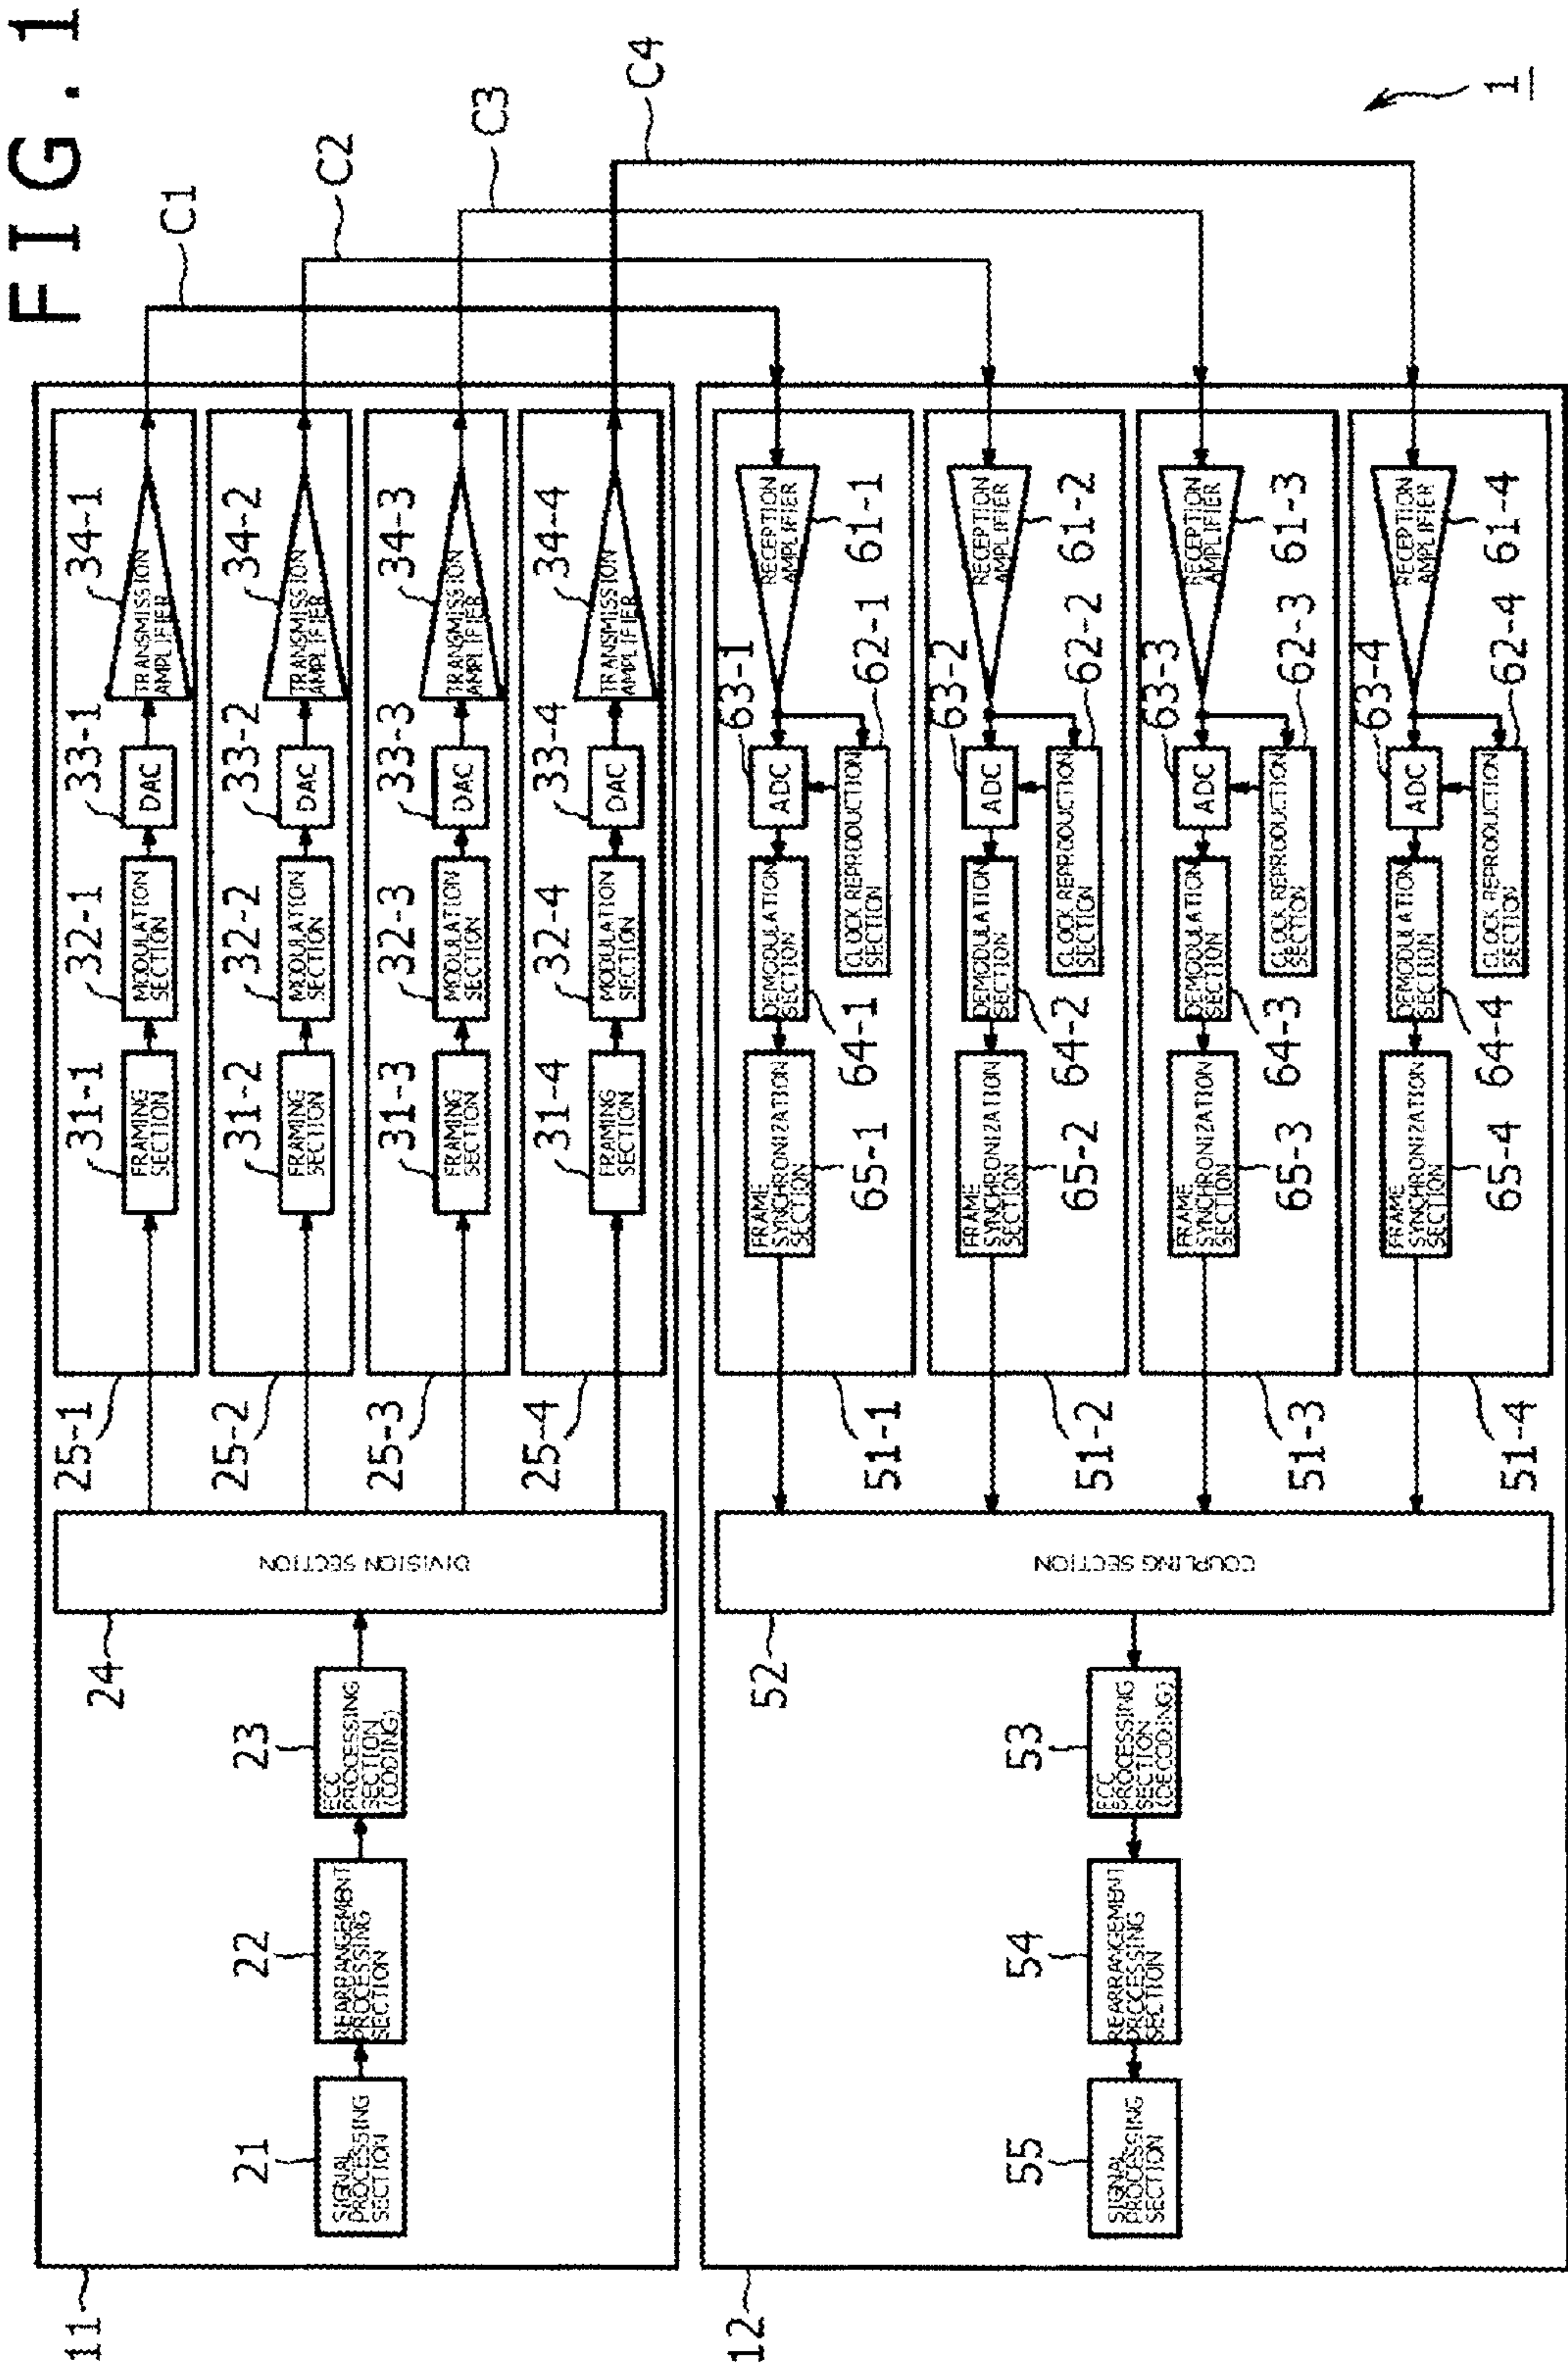 FIG.1
11
24
25-1
31-1
32-1
33-1
34-1
C1
FRAMING
SECTION
MODULATION
SECTION
DAC
TRANSMISSION
AMPLIFIER
25-2
31-2
32-2
33-2
34-2
C2
FRAMING
SECTION
MODULATION
SECTION
DAC
TRANSMISSION
AMPLIFIER
21
22
23
SIGNAL
PROCESSING
SECTION
REARRANGEMENT
PROCESSING
SECTION
ECC
PROCESSING
SECTION
(CODING)
DIVISION SECTION
25-3
31-3
32-3
33-3
34-3
C3
FRAMING
SECTION
MODULATION
SECTION
DAC
TRANSMISSION
AMPLIFIER
25-4
31-4
32-4
33-4
34-4
C4
FRAMING
SECTION
MODULATION
SECTION
DAC
TRANSMISSION
AMPLIFIER
12
52
63-1
FRAME
SYNCHRONIZATION
SECTION
DEMODULATION
SECTION
ADC
RECEPTION
AMPLIFIER
CLOCK REPRODUCTION
SECTION
51-1
65-1
64-1
62-1
61-1
63-2
FRAME
SYNCHRONIZATION
SECTION
DEMODULATION
SECTION
ADC
RECEPTION
AMPLIFIER
CLOCK REPRODUCTION
SECTION
51-2
65-2
64-2
62-2
61-2
55
54
53
SIGNAL
PROCESSING
SECTION
REARRANGEMENT
PROCESSING
SECTION
ECC
PROCESSING
SECTION
(DECODING)
COUPLING SECTION
63-3
FRAME
SYNCHRONIZATION
SECTION
DEMODULATION
SECTION
ADC
RECEPTION
AMPLIFIER
CLOCK REPRODUCTION
SECTION
51-3
65-3
64-3
62-3
61-3
63-4
FRAME
SYNCHRONIZATION
SECTION
DEMODULATION
SECTION
ADC
RECEPTION
AMPLIFIER
CLOCK REPRODUCTION
SECTION
51-4
65-4
64-4
62-4
61-4
1